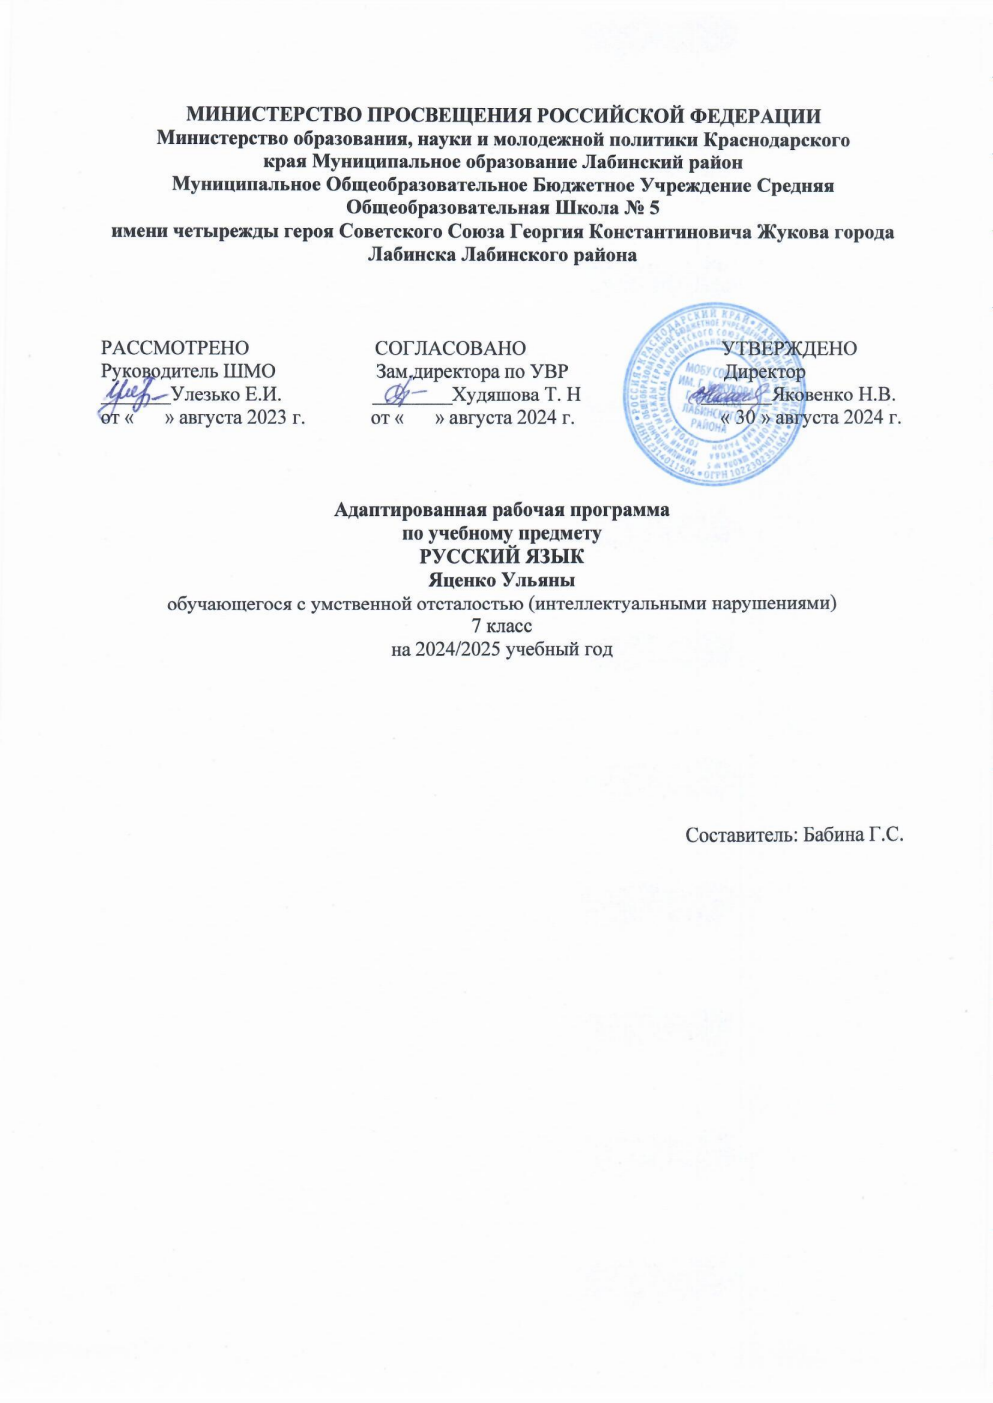 МИНИСТЕРСТВО ПРОСВЕЩЕНИЯ РОССИЙСКОЙ ФЕДЕРАЦИИ
Министерство образования, науки и молодежной политики Краснодарского
края Муниципальное образование Лабинский район
Муниципальное Общеобразовательное Бюджетное Учреждение Средняя
Общеобразовательная Школа № 5
имени четырежды героя Советского Союза Георгия Константиновича Жукова города
Лабинска Лабинского района
РАССМОТРЕНО СОГЛАСОВАНО УТВЕРЖДЕНО
Руководитель ШМО Зам.директора по УВР Директор
________Улезько Е.И. ________Худяшова Т. Н ________Яковенко Н.В.
от « » августа 2023 г. от « » августа 2024 г. « 30 » августа 2024 г.
Адаптированная рабочая программа
по учебному предмету
РУССКИЙ ЯЗЫК
Яценко Ульяны
обучающегося с умственной отсталостью (интеллектуальными нарушениями)
7 класс
на 2024/2025 учебный год
Составитель: Бабина Г.С.